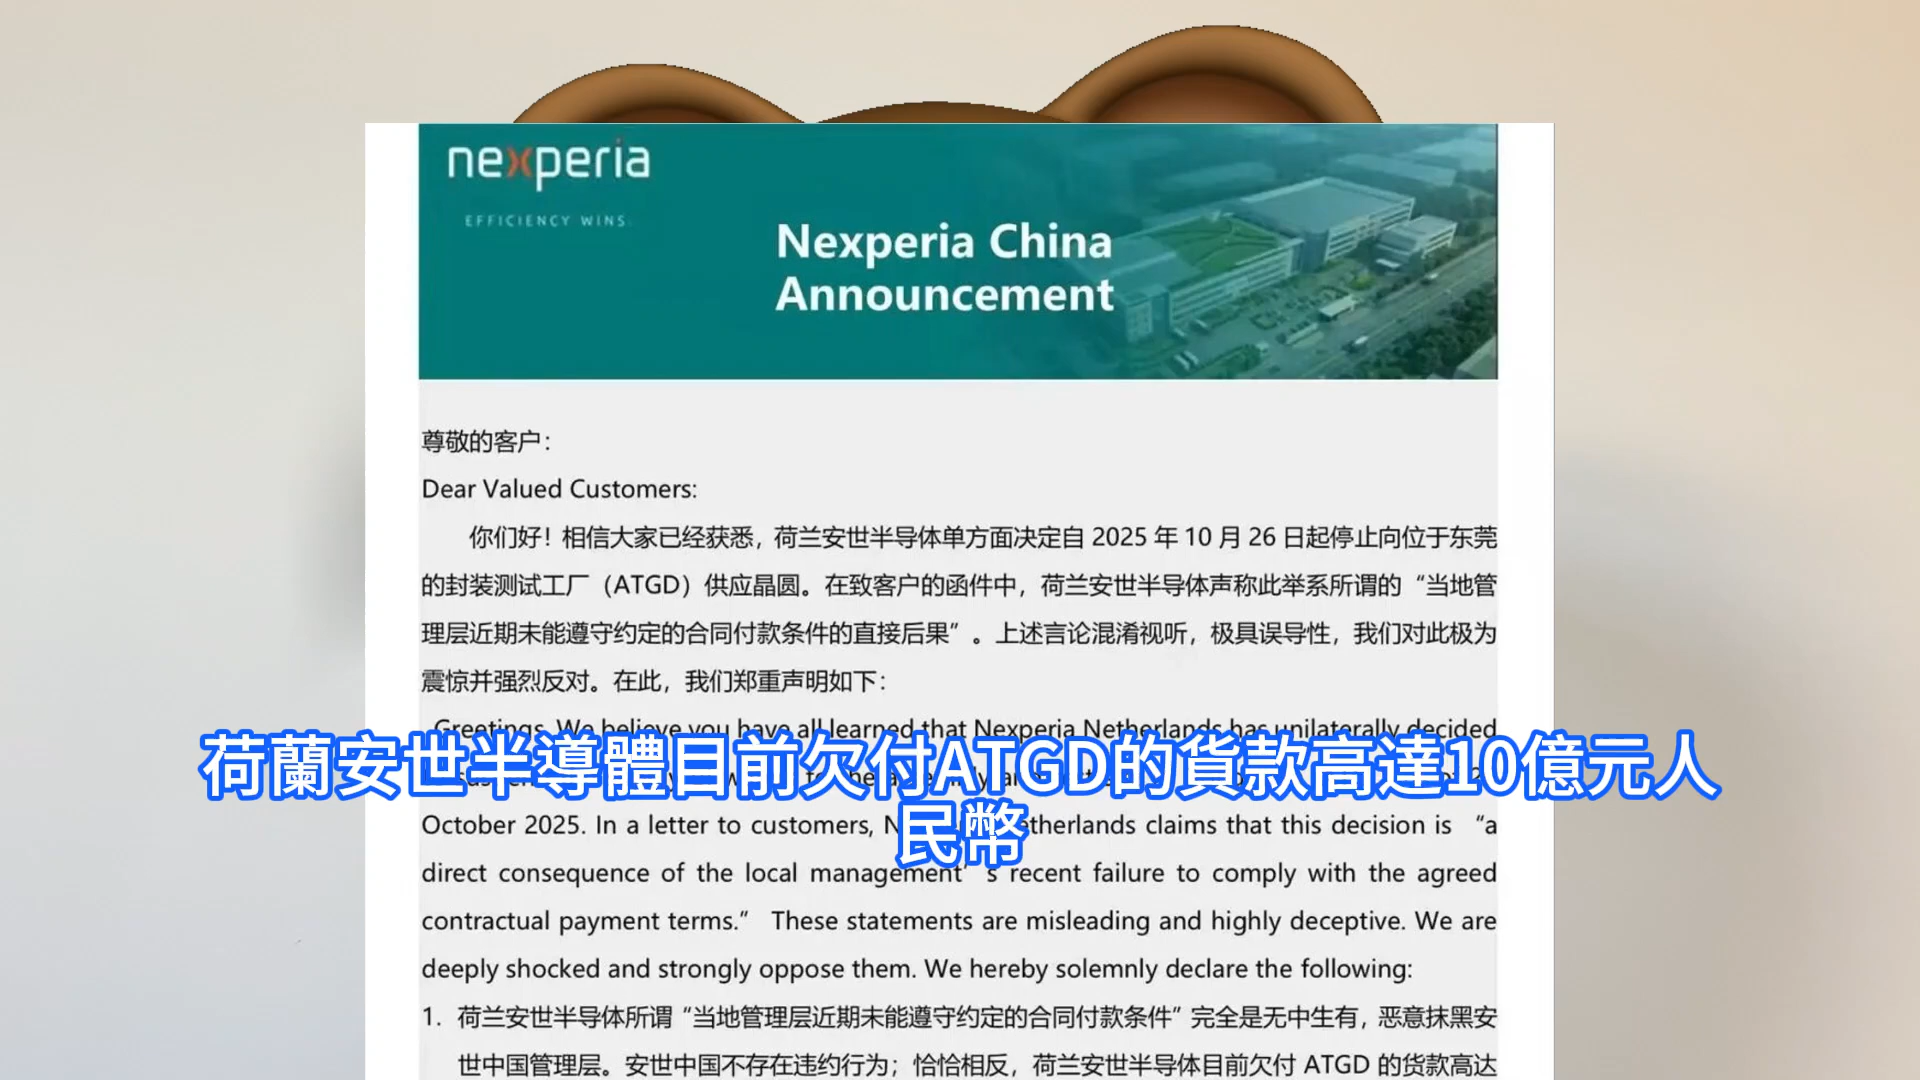 nexperia
EFFICIENCY WINS.
Nexperia China
Announcement
尊敬的客户：
Dear Valued Customers:
你们好！相信大家已经获悉，荷兰安世半导体单方面决定自 2025 年 10 月 26 日起停止向位于东莞
的封装测试工厂（ATGD）供应晶圆。在致客户的函件中，荷兰安世半导体声称此举系所谓的“当地管
理层近期未能遵守约定的合同付款条件的直接后果”。上述言论混淆视听，极具误导性，我们对此极为
震惊并强烈反对。在此，我们郑重声明如下：
Greetings. We believe you have all learned that Nexperia Netherlands has unilaterally decided
荷蘭安世半導體目前欠付ATGD的貨款高達10億元人
民幣
October 2025. In a letter to customers, etherlands claims that this decision is “a
direct consequence of the local management’s recent failure to comply with the agreed
contractual payment terms.” These statements are misleading and highly deceptive. We are
deeply shocked and strongly oppose them. We hereby solemnly declare the following:
1. 荷兰安世半导体所谓“当地管理层近期未能遵守约定的合同付款条件”完全是无中生有，恶意抹黑安
世中国管理层。安世中国不存在违约行为；恰恰相反，荷兰安世半导体目前欠付 ATGD 的货款高达